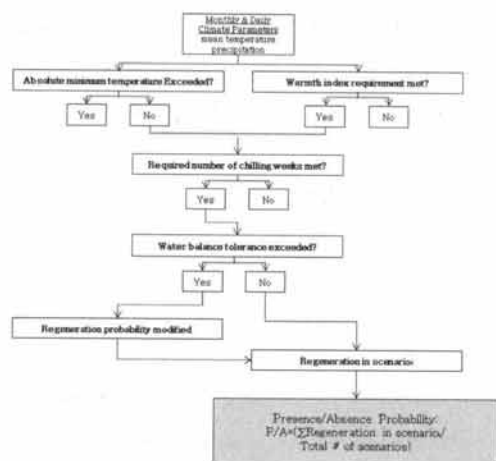 Monthly & Daily
Climate Parameters
mean temperature
precipitation
Absolute minimum temperature Exceeded?
Warmth index requirement met?
Yes
No
Yes
No
Required number of chilling weeks met?
Yes
No
Water balance tolerance exceeded?
Yes
No
Regeneration probability modified
Regeneration in scenario
Presence/Absence Probability:
P/A=(∑Regeneration in scenario/
Total # of scenarios)